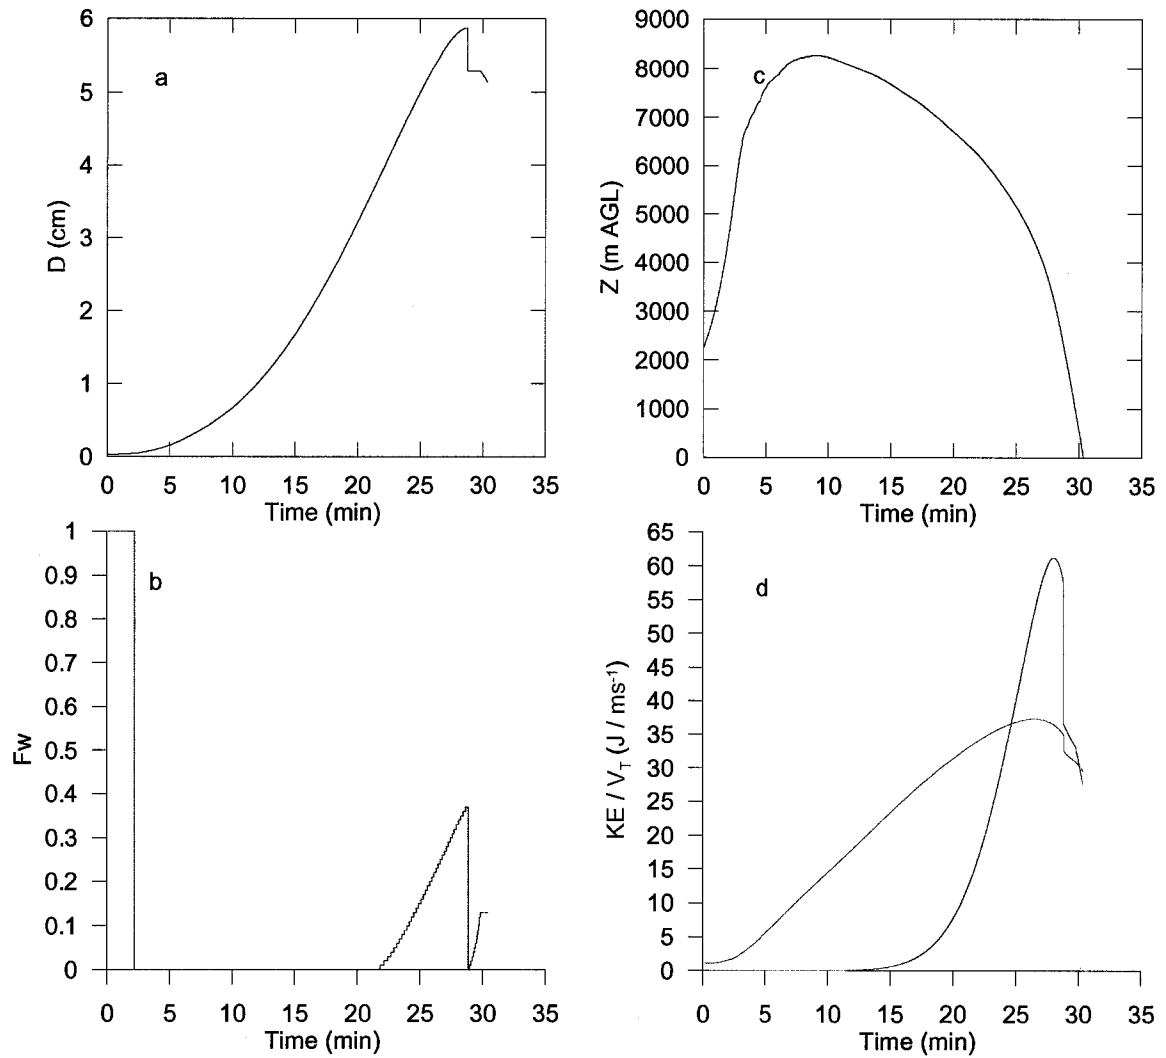 6
5
4
3
2
1
0
D (cm)
a
0 5 10 15 20 25 30 35
Time (min)
9000
8000
7000
6000
5000
4000
3000
2000
1000
0
Z (m AGL)
c
0 5 10 15 20 25 30 35
Time (min)
1
0.9
0.8
0.7
0.6
0.5
0.4
0.3
0.2
0.1
0
Fw
b
0 5 10 15 20 25 30 35
Time (min)
65
60
55
50
45
40
35
30
25
20
15
10
5
0
KE / V_T (J / ms⁻¹)
d
0 5 10 15 20 25 30 35
Time (min)